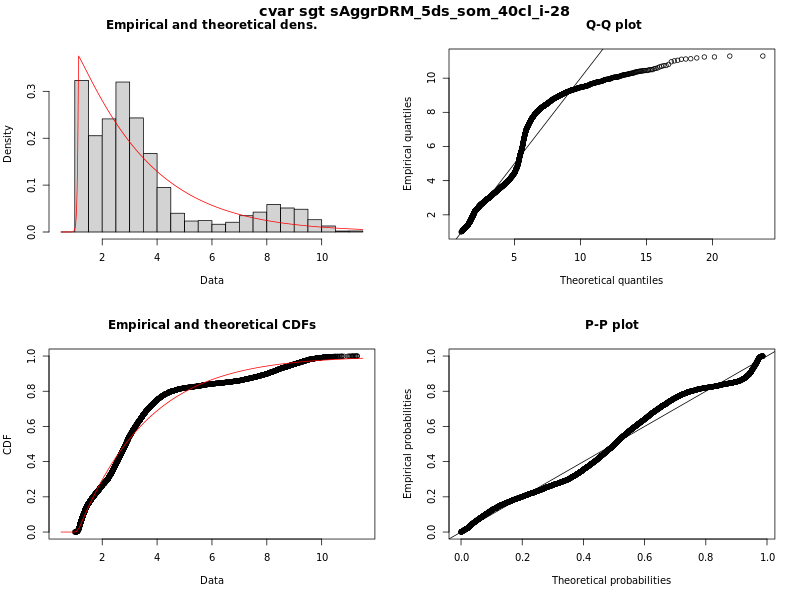 cvar sgt sAggrDRM_5ds_som_40cl_i-28
Empirical and theoretical dens.
Density
0.0 0.1 0.2 0.3
2 4 6 8 10
Data
Q-Q plot
Empirical quantiles
2 4 6 8 10
5 10 15 20
Theoretical quantiles
Empirical and theoretical CDFs
CDF
0.0 0.2 0.4 0.6 0.8 1.0
2 4 6 8 10
Data
P-P plot
Empirical probabilities
0.0 0.2 0.4 0.6 0.8 1.0
0.0 0.2 0.4 0.6 0.8 1.0
Theoretical probabilities